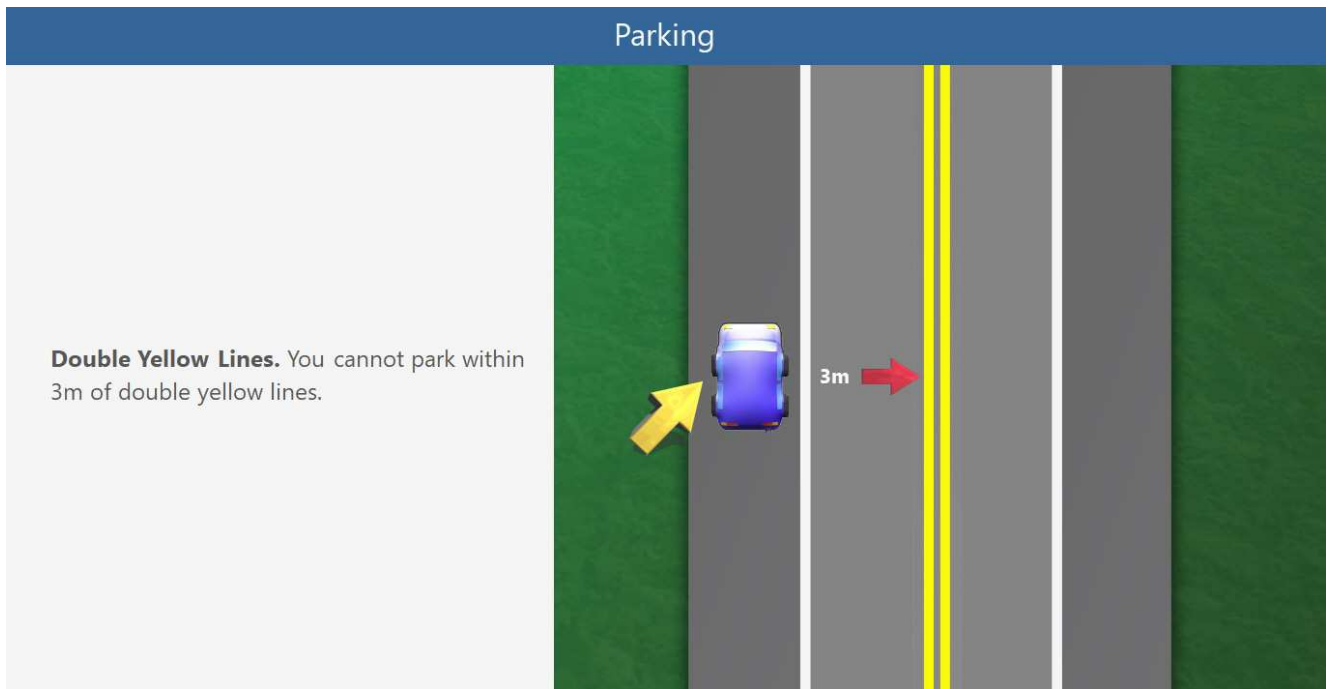 Parking
Double Yellow Lines. You cannot park within
3m of double yellow lines.
3m